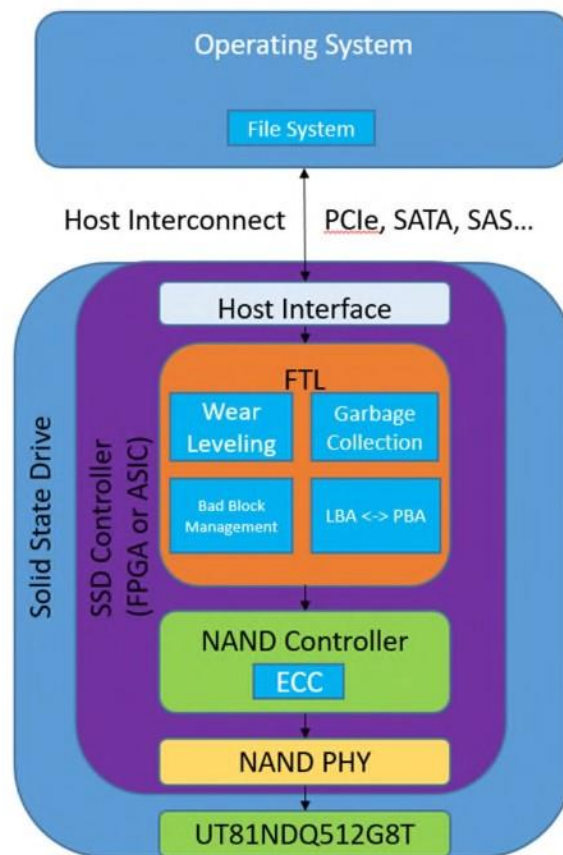 Operating System
File System
Host Interconnect
PCIe, SATA, SAS...
Solid State Drive
SSD Controller
(FPGA or ASIC)
Host Interface
FTL
Wear
Leveling
Garbage
Collection
Bad Block
Management
LBA <-> PBA
NAND Controller
ECC
NAND PHY
UT81NDQ512G8T